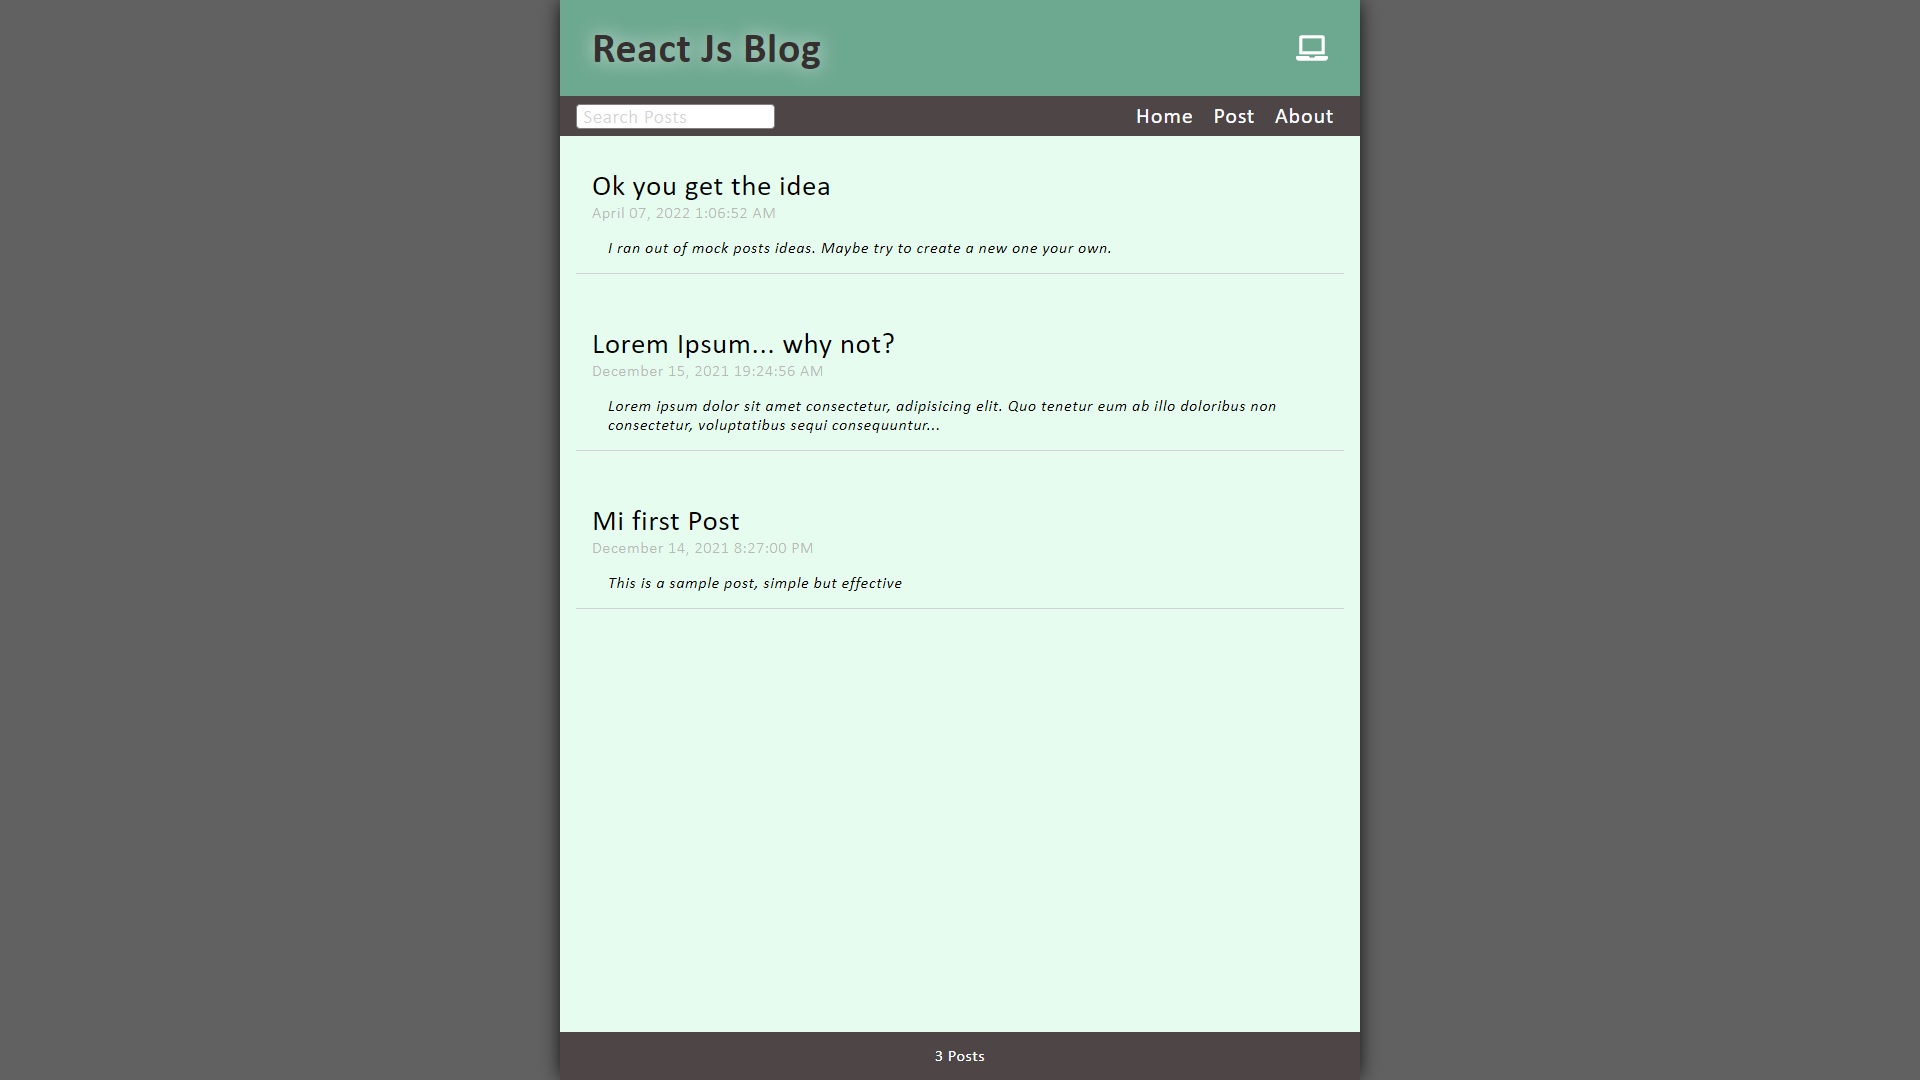 React Js Blog
Search Posts
Home Post About
Ok you get the idea
April 07, 2022 1:06:52 AM
I ran out of mock posts ideas. Maybe try to create a new one your own.
Lorem Ipsum... why not?
December 15, 2021 19:24:56 AM
Lorem ipsum dolor sit amet consectetur, adipisicing elit. Quo tenetur eum ab illo doloribus non
consectetur, voluptatibus sequi consequuntur...
Mi first Post
December 14, 2021 8:27:00 PM
This is a sample post, simple but effective
3 Posts